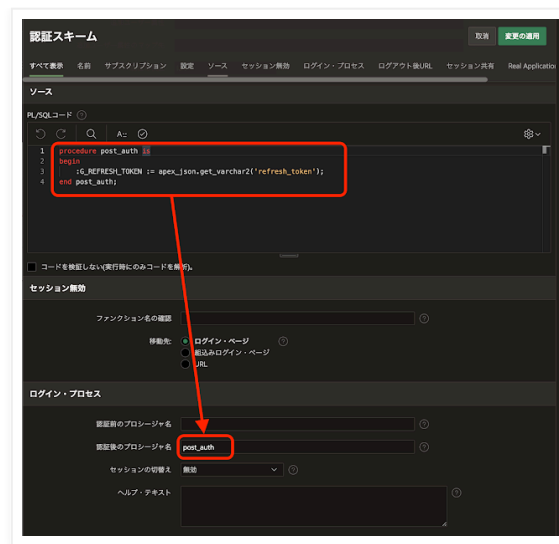 認証スキーム
取消
変更の適用
すべて表示 名前 サブスクリプション 設定 ソース セッション無効 ログイン・プロセス ログアウト後URL セッション共有 Real Applicatio
ソース
PL/SQLコード
1 procedure post_auth is
2 begin
3 :G_REFRESH_TOKEN := apex_json.get_varchar2('refresh_token');
4 end post_auth;
コードを検証しない(実行時にのみコードを解析)。
セッション無効
ファンクション名の確認
移動先: ログイン・ページ
組込みログイン・ページ
URL
ログイン・プロセス
認証前のプロシージャ名
認証後のプロシージャ名 post_auth
セッションの切替え 無効
ヘルプ・テキスト